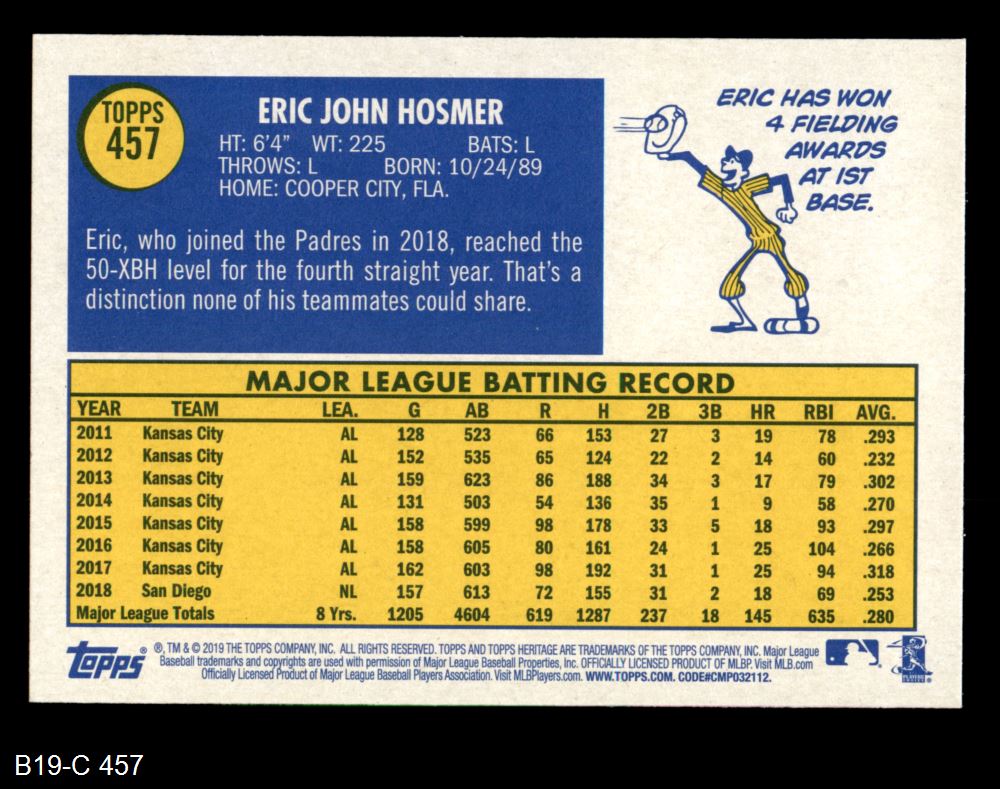 TOPPS
457
ERIC JOHN HOSMER
HT: 6'4" WT: 225 BATS: L
THROWS: L BORN: 10/24/89
HOME: COOPER CITY, FLA.
Eric, who joined the Padres in 2018, reached the
50-XBH level for the fourth straight year. That's a
distinction none of his teammates could share.
ERIC HAS WON
4 FIELDING
AWARDS
AT 1ST
BASE.
MAJOR LEAGUE BATTING RECORD
YEAR TEAM LEA. G AB R H 2B 3B HR RBI AVG.
2011 Kansas City AL 128 523 66 153 27 3 19 78 .293
2012 Kansas City AL 152 535 65 124 22 2 14 60 .232
2013 Kansas City AL 159 623 86 188 34 3 17 79 .302
2014 Kansas City AL 131 503 54 136 35 1 9 58 .270
2015 Kansas City AL 158 599 98 178 33 5 18 93 .297
2016 Kansas City AL 158 605 80 161 24 1 25 104 .266
2017 Kansas City AL 162 603 98 192 31 1 25 94 .318
2018 San Diego NL 157 613 72 155 31 2 18 69 .253
Major League Totals 8 Yrs. 1205 4604 619 1287 237 18 145 635 .280
topps®
®, TM & © 2019 THE TOPPS COMPANY, INC. ALL RIGHTS RESERVED. TOPPS AND TOPPS HERITAGE ARE TRADEMARKS OF THE TOPPS COMPANY, INC. Major League
Baseball trademarks and copyrights are used with permission of Major League Baseball Properties, Inc. OFFICIALLY LICENSED PRODUCT OF MLBP. Visit MLB.com
Officially Licensed Product of Major League Baseball Players Association. Visit MLBPlayers.com. WWW.TOPPS.COM. CODE#CMP032112.
B19-C 457